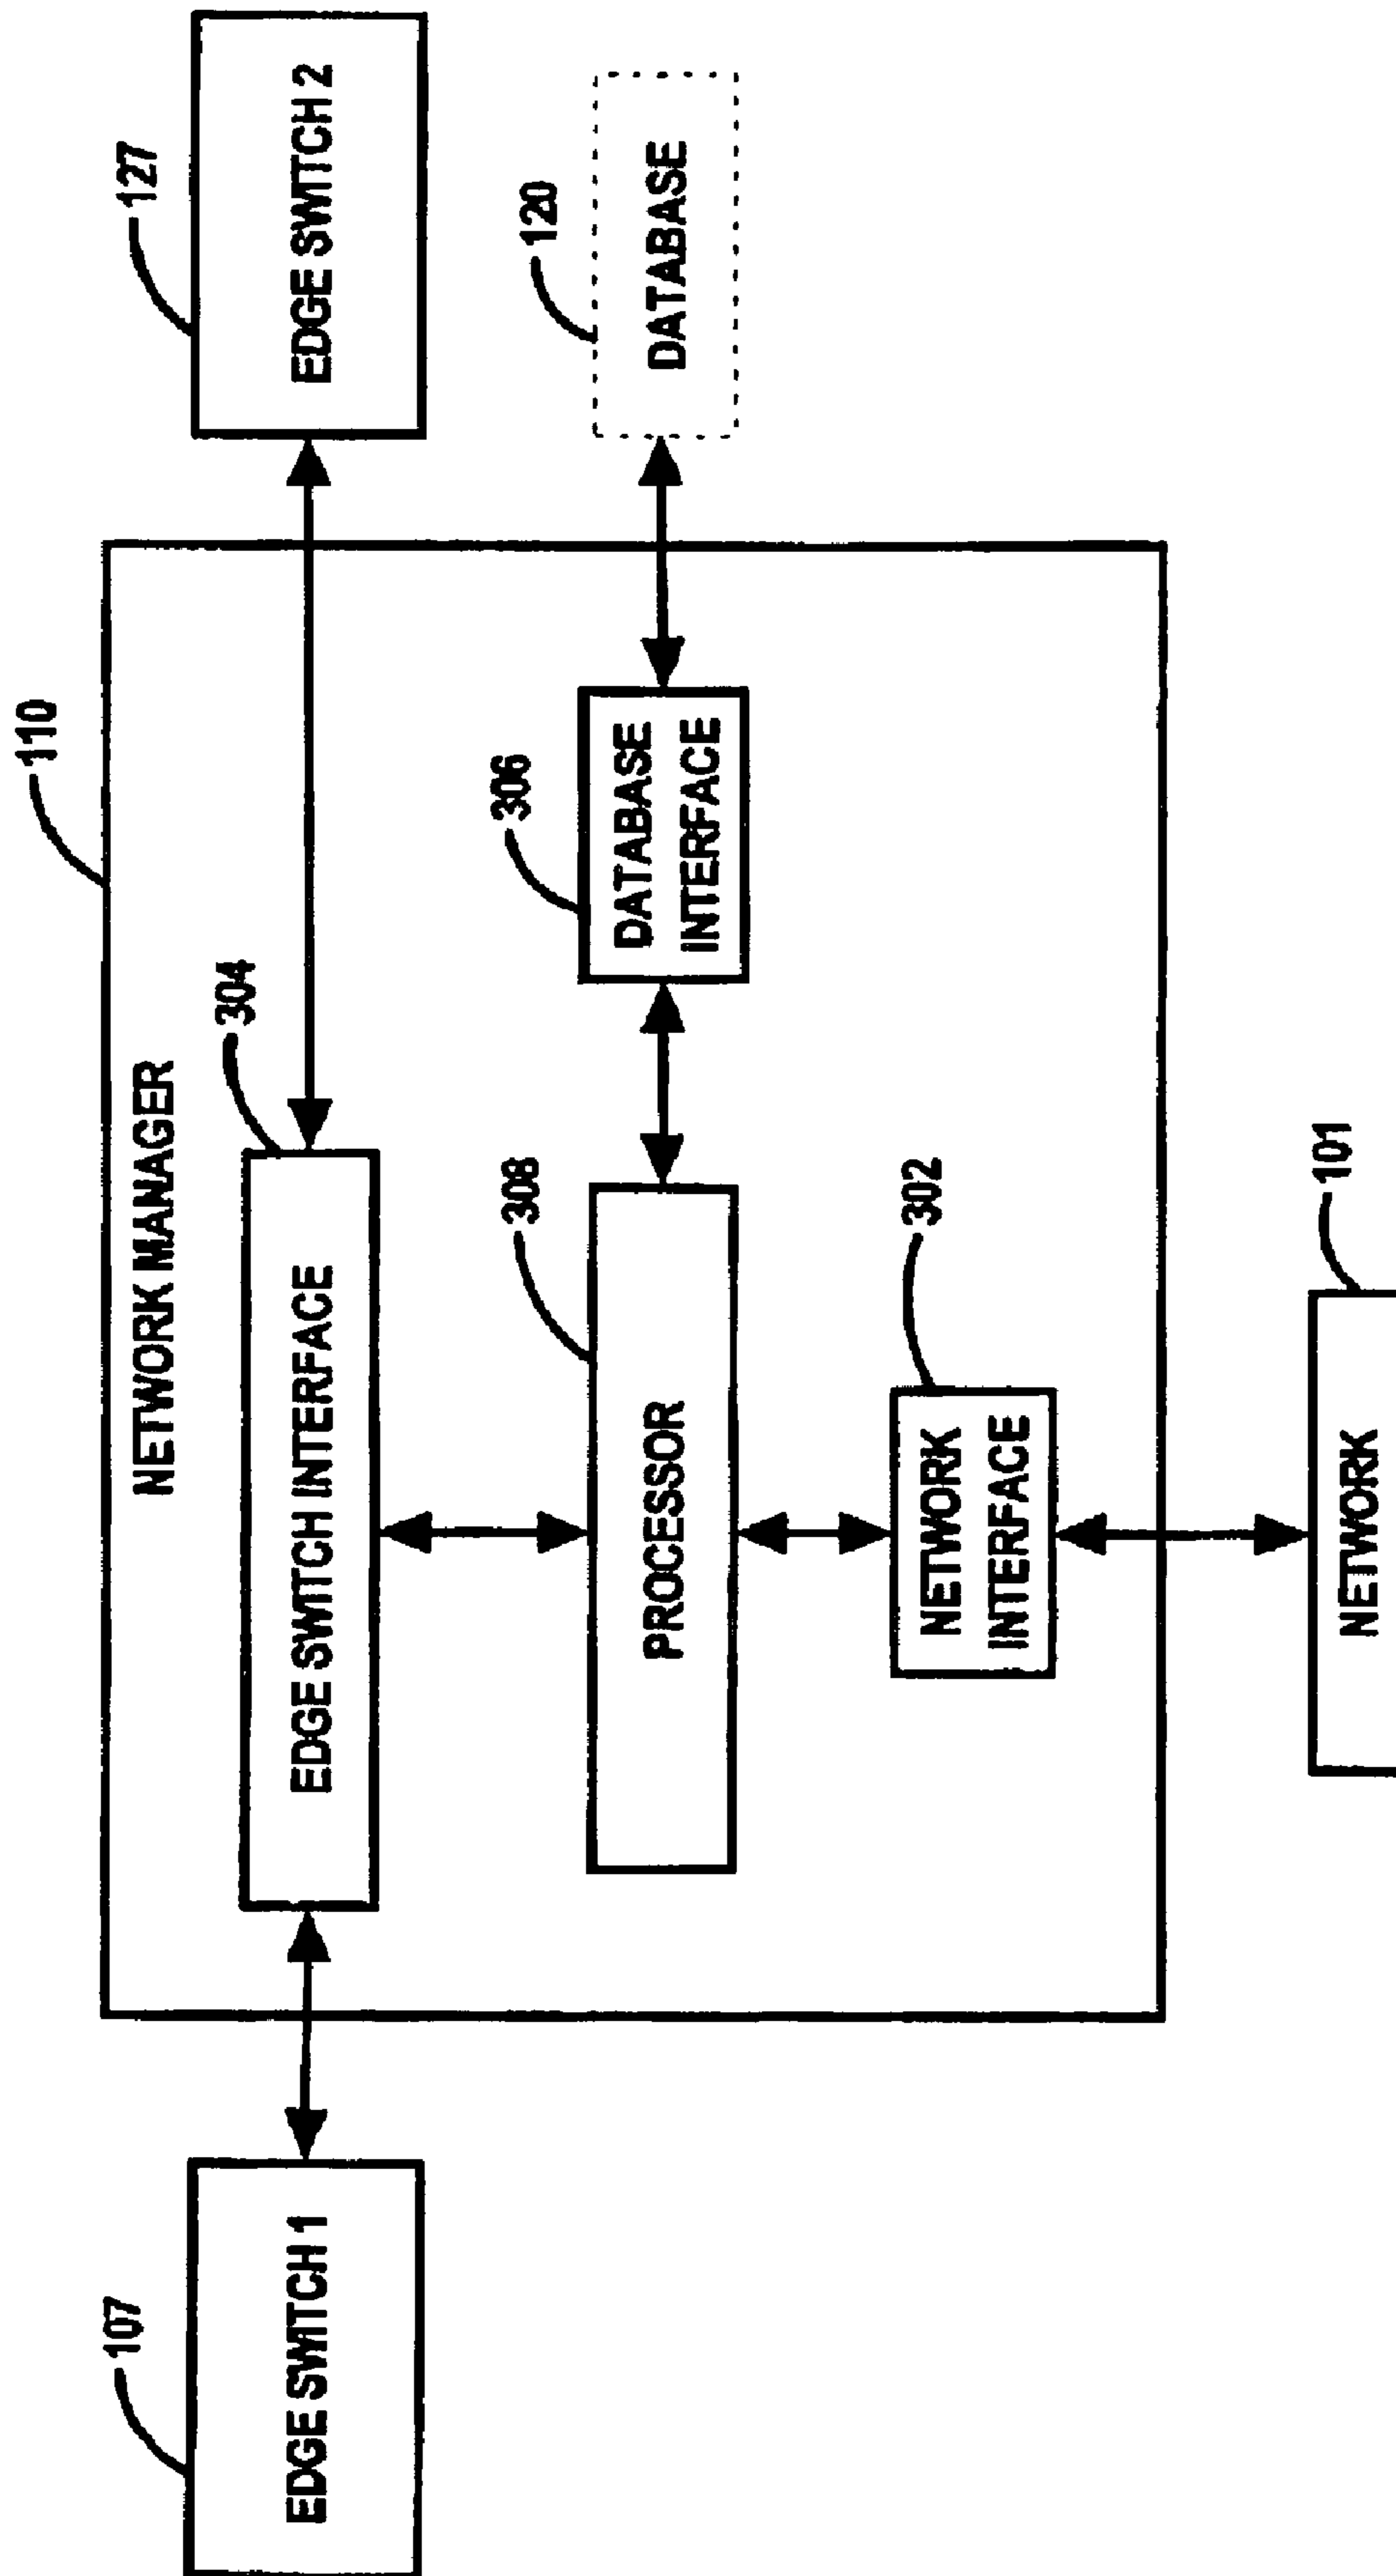 110
NETWORK MANAGER
107
EDGE SWITCH 1
304
EDGE SWITCH INTERFACE
127
EDGE SWITCH 2
308
PROCESSOR
306
DATABASE
INTERFACE
120
DATABASE
302
NETWORK
INTERFACE
101
NETWORK